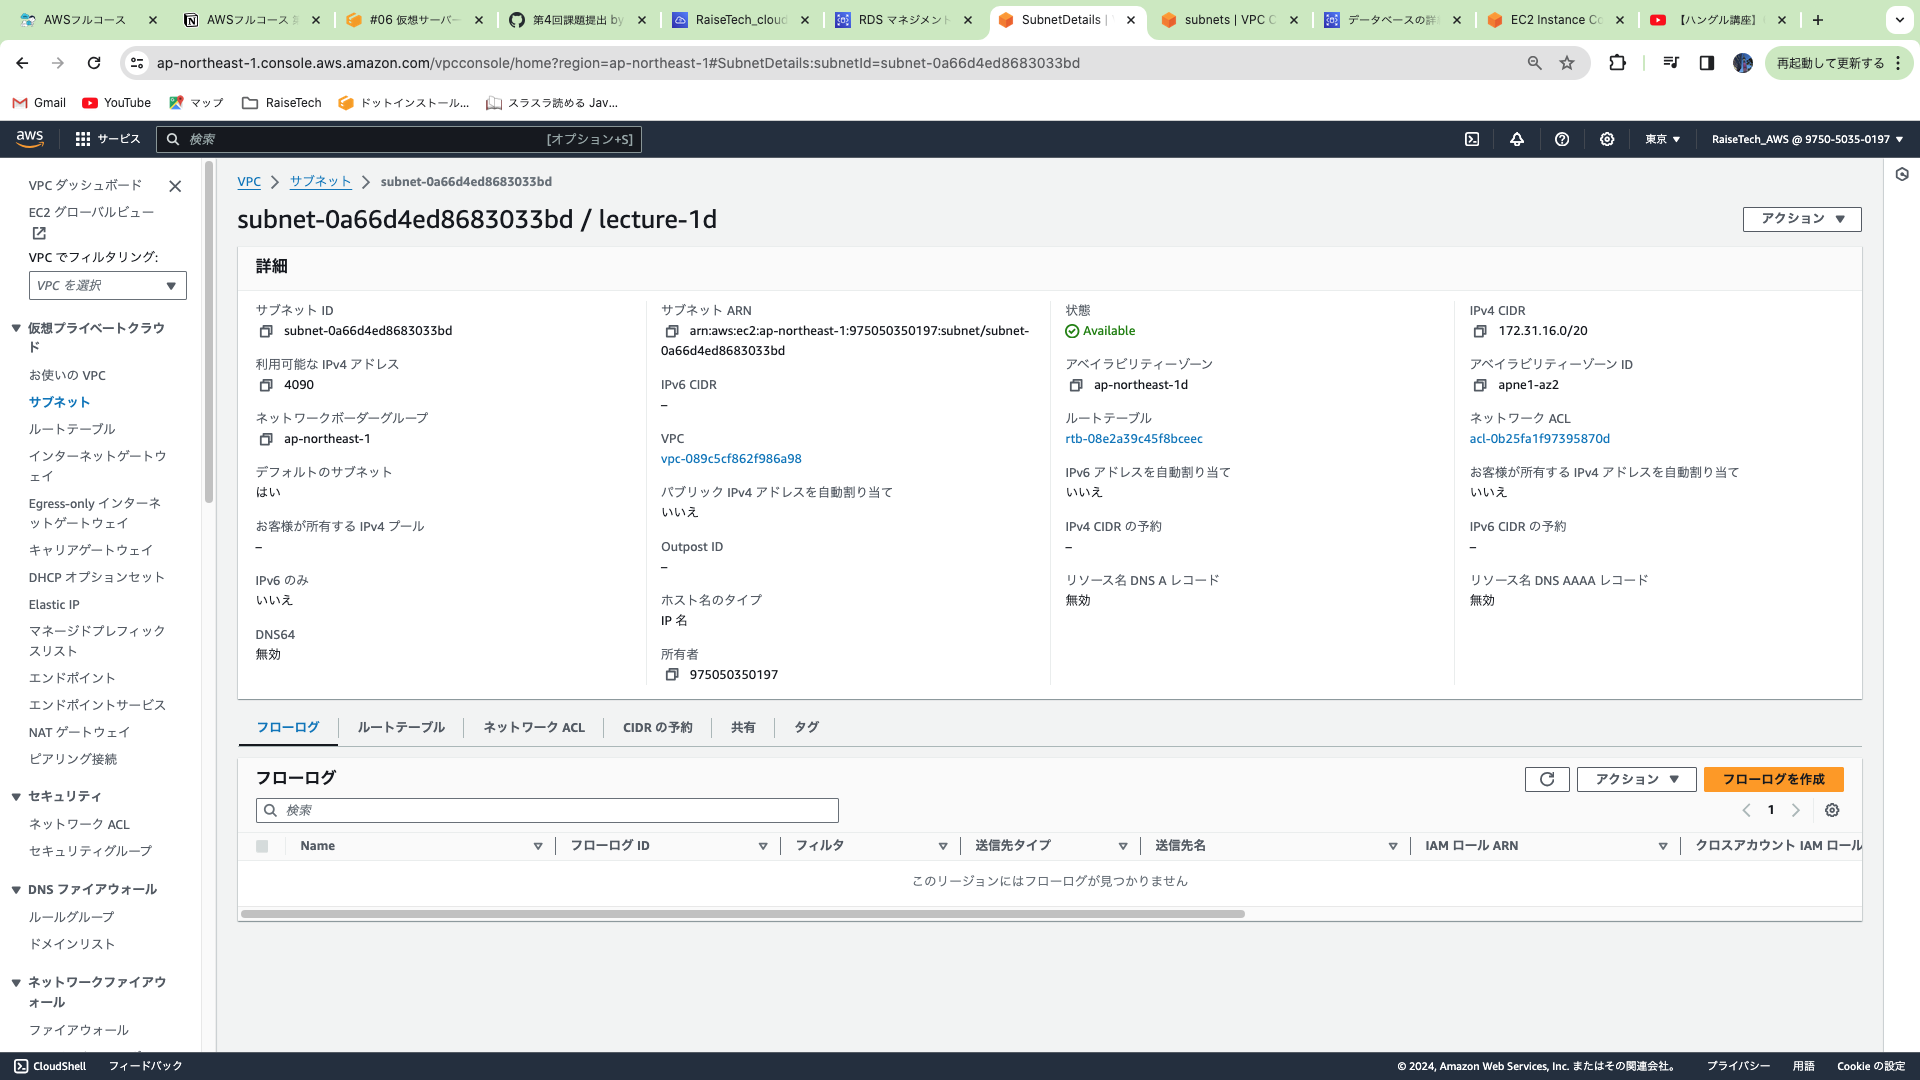 AWSフルコース
AWSフルコース
#06 仮想サーバー
第4回課題提出 by
RaiseTech_cloud
RDS マネジメント
SubnetDetails |
subnets | VPC C
データベースの詳
EC2 Instance Co
【ハングル講座】
ap-northeast-1.console.aws.amazon.com/vpcconsole/home?region=ap-northeast-1#SubnetDetails:subnetId=subnet-0a66d4ed8683033bd
再起動して更新する
Gmail
YouTube
マップ
RaiseTech
ドットインストール...
スラスラ読める Jav...
aws
サービス
検索
[オプション+S]
東京
RaiseTech_AWS @ 9750-5035-0197
VPC ダッシュボード
EC2 グローバルビュー
VPC でフィルタリング:
VPC を選択
仮想プライベートクラウ
ド
お使いの VPC
サブネット
ルートテーブル
インターネットゲートウ
ェイ
Egress-only インターネ
ットゲートウェイ
キャリアゲートウェイ
DHCP オプションセット
Elastic IP
マネージドプレフィック
スリスト
エンドポイント
エンドポイントサービス
NAT ゲートウェイ
ピアリング接続
セキュリティ
ネットワーク ACL
セキュリティグループ
DNS ファイアウォール
ルールグループ
ドメインリスト
ネットワークファイアウ
ォール
ファイアウォール
VPC
サブネット
subnet-0a66d4ed8683033bd
subnet-0a66d4ed8683033bd / lecture-1d
アクション
詳細
サブネット ID
subnet-0a66d4ed8683033bd
利用可能な IPv4 アドレス
4090
ネットワークボーダーグループ
ap-northeast-1
デフォルトのサブネット
はい
お客様が所有する IPv4 プール
–
IPv6 のみ
いいえ
DNS64
無効
サブネット ARN
arn:aws:ec2:ap-northeast-1:975050350197:subnet/subnet-
0a66d4ed8683033bd
IPv6 CIDR
–
VPC
vpc-089c5cf862f986a98
パブリック IPv4 アドレスを自動割り当て
いいえ
Outpost ID
–
ホスト名のタイプ
IP 名
所有者
975050350197
状態
Available
アベイラビリティーゾーン
ap-northeast-1d
ルートテーブル
rtb-08e2a39c45f8bceec
IPv6 アドレスを自動割り当て
いいえ
IPv4 CIDR の予約
–
リソース名 DNS A レコード
無効
IPv4 CIDR
172.31.16.0/20
アベイラビリティーゾーン ID
apne1-az2
ネットワーク ACL
acl-0b25fa1f97395870d
お客様が所有する IPv4 アドレスを自動割り当て
いいえ
IPv6 CIDR の予約
–
リソース名 DNS AAAA レコード
無効
フローログ
ルートテーブル
ネットワーク ACL
CIDR の予約
共有
タグ
フローログ
アクション
フローログを作成
検索
1
Name
フローログ ID
フィルタ
送信先タイプ
送信先名
IAM ロール ARN
クロスアカウント IAM ロール
このリージョンにはフローログが見つかりません
CloudShell
フィードバック
© 2024, Amazon Web Services, Inc. またはその関連会社。
プライバシー
用語
Cookie の設定